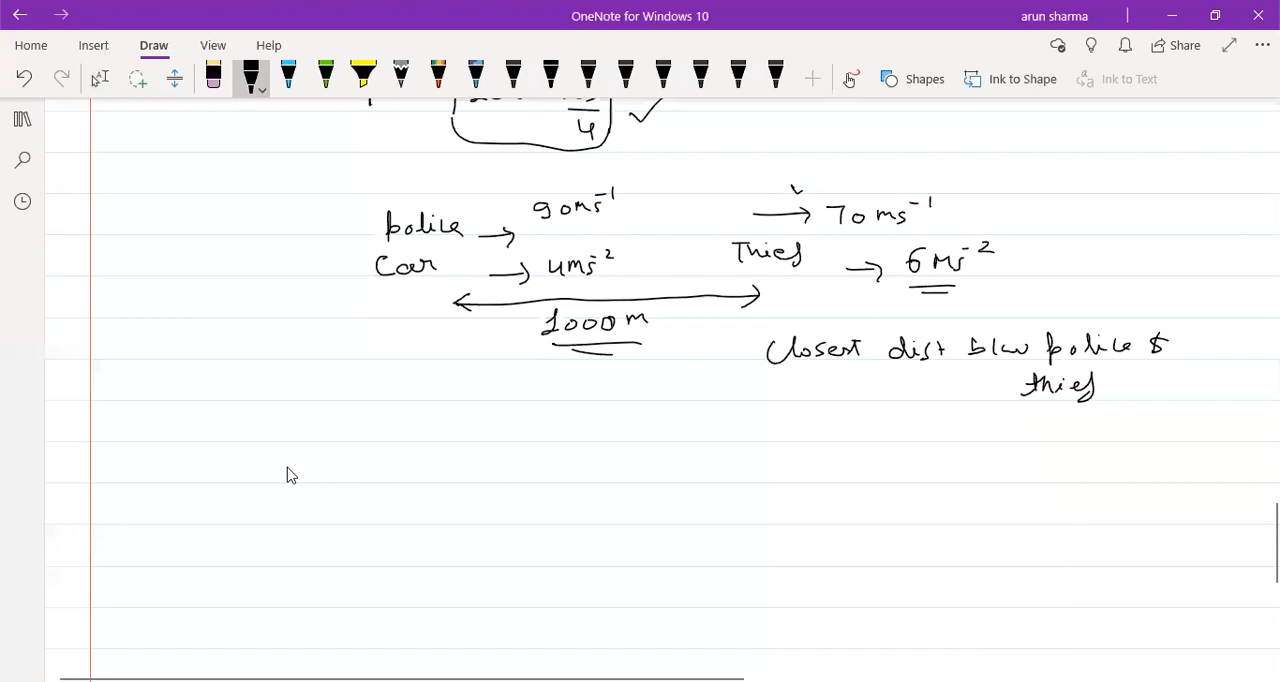 OneNote for Windows 10
arun sharma
Home Insert Draw View Help
Share
Shapes Ink to Shape Ink to Text
4
police → 90ms⁻¹
Car → 4ms⁻²
→ 70ms⁻¹
Thief → 6ms⁻²
1000m
Closest dist b/w police &
thief